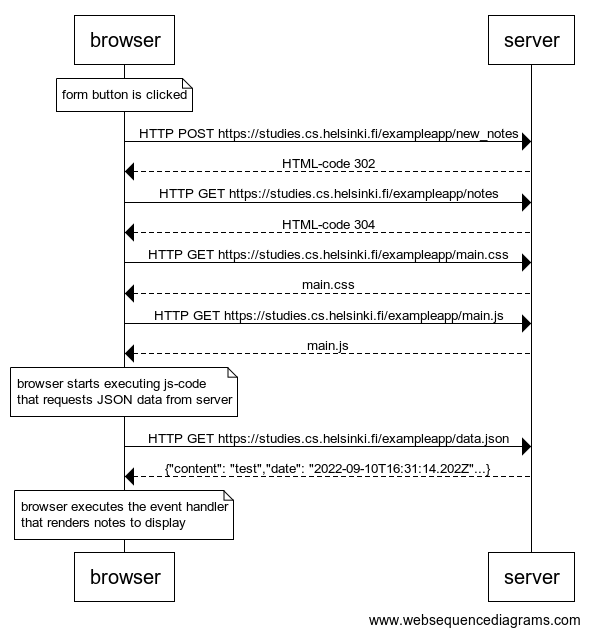 browser
server
form button is clicked
HTTP POST https://studies.cs.helsinki.fi/exampleapp/new_notes
HTML-code 302
HTTP GET https://studies.cs.helsinki.fi/exampleapp/notes
HTML-code 304
HTTP GET https://studies.cs.helsinki.fi/exampleapp/main.css
main.css
HTTP GET https://studies.cs.helsinki.fi/exampleapp/main.js
main.js
browser starts executing js-code
that requests JSON data from server
HTTP GET https://studies.cs.helsinki.fi/exampleapp/data.json
{"content": "test","date": "2022-09-10T16:31:14.202Z"...}
browser executes the event handler
that renders notes to display
browser
server
www.websequencediagrams.com